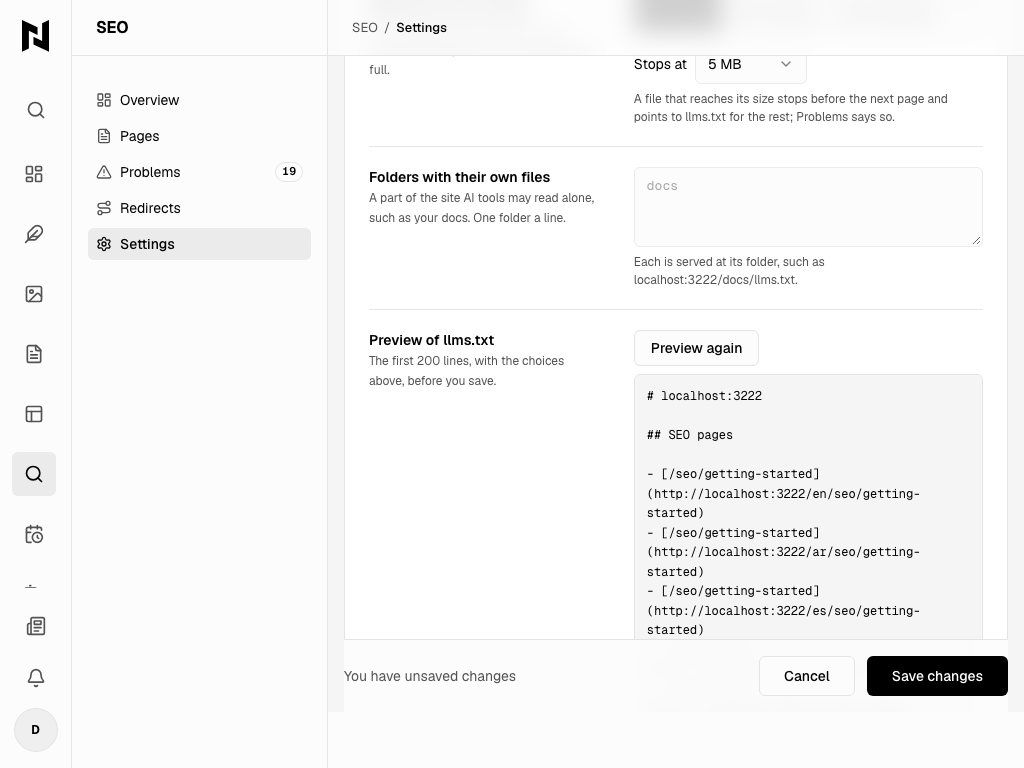 SEO
SEO / Settings
Overview
Pages
Problems 19
Redirects
Settings
full.
Stops at 5 MB
A file that reaches its size stops before the next page and
points to llms.txt for the rest; Problems says so.
Folders with their own files
A part of the site AI tools may read alone,
such as your docs. One folder a line.
docs
Each is served at its folder, such as
localhost:3222/docs/llms.txt.
Preview of llms.txt
The first 200 lines, with the choices
above, before you save.
Preview again
# localhost:3222
## SEO pages
- [/seo/getting-started]
(http://localhost:3222/en/seo/getting-
started)
- [/seo/getting-started]
(http://localhost:3222/ar/seo/getting-
started)
- [/seo/getting-started]
(http://localhost:3222/es/seo/getting-
started)
You have unsaved changes
Cancel
Save changes
D